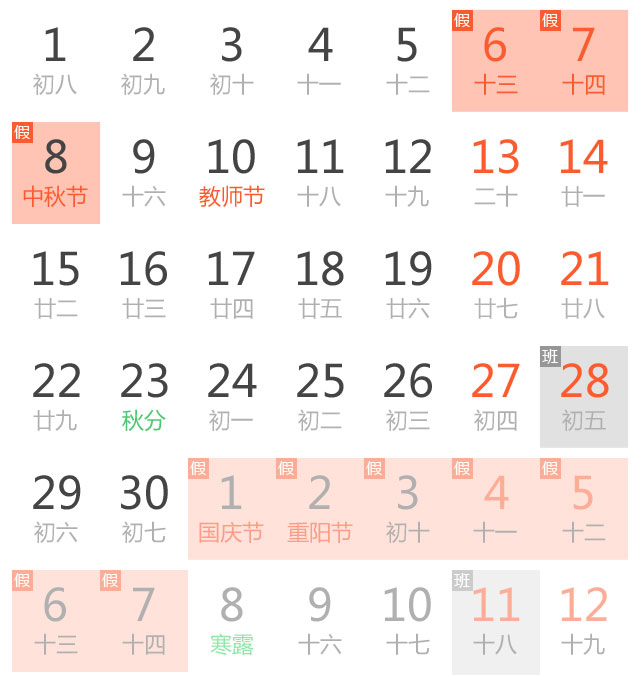 1 2 3 4 5 假 6 假 7
初八 初九 初十 十一 十二 十三 十四
假 8 9 10 11 12 13 14
中秋节 十六 教师节 十八 十九 二十 廿一
15 16 17 18 19 20 21
廿二 廿三 廿四 廿五 廿六 廿七 廿八
22 23 24 25 26 27 班 28
廿九 秋分 初一 初二 初三 初四 初五
29 30 假 1 假 2 假 3 假 4 假 5
初六 初七 国庆节 重阳节 初十 十一 十二
假 6 假 7 8 9 10 班 11 12
十三 十四 寒露 十六 十七 十八 十九